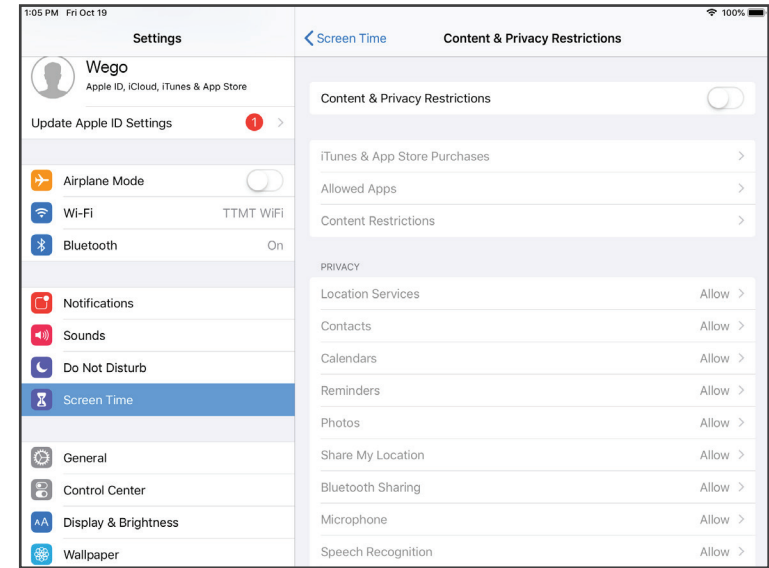 1:05 PM Fri Oct 19
100%
Settings
Wego
Apple ID, iCloud, iTunes & App Store
Update Apple ID Settings
1
Airplane Mode
Wi-Fi TTMT WiFi
Bluetooth On
Notifications
Sounds
Do Not Disturb
Screen Time
General
Control Center
AA Display & Brightness
Wallpaper
Screen Time
Content & Privacy Restrictions
Content & Privacy Restrictions
iTunes & App Store Purchases
Allowed Apps
Content Restrictions
PRIVACY
Location Services Allow
Contacts Allow
Calendars Allow
Reminders Allow
Photos Allow
Share My Location Allow
Bluetooth Sharing Allow
Microphone Allow
Speech Recognition Allow